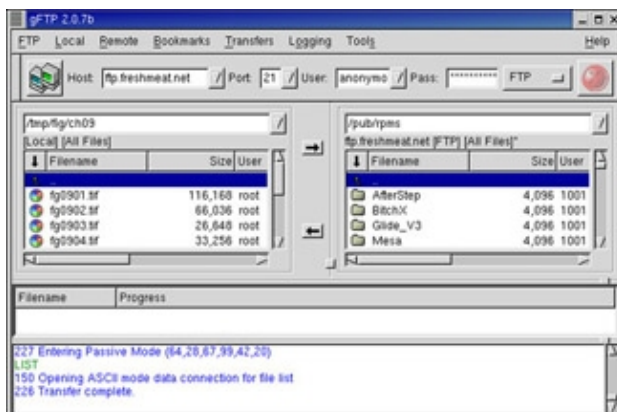 gFTP 2.0.7b
FTP Local Remote Bookmarks Transfers Logging Tools Help
Host: ftp.freshmeat.net Port: 21 User: anonymo Pass: ********** FTP
/tmp/fig/ch09
[Local] [All Files]
Filename Size User
..
fg0901.tif 116,168 root
fg0902.tif 66,036 root
fg0903.tif 26,648 root
fg0904.tif 33,256 root
/pub/rpms
ftp.freshmeat.net [FTP] [All Files]*
Filename Size User
..
AfterStep 4,096 1001
BitchX 4,096 1001
Glide_V3 4,096 1001
Mesa 4,096 1001
Filename Progress
227 Entering Passive Mode (64,28,67,99,42,20)
LIST
150 Opening ASCII mode data connection for file list
226 Transfer complete.